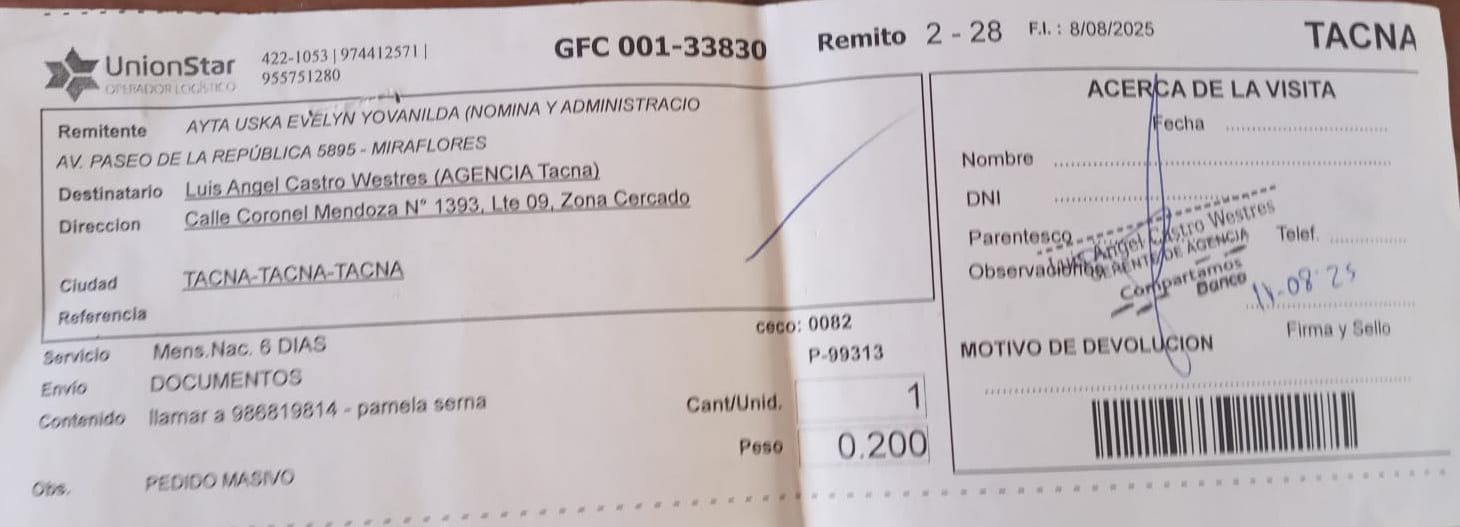 UnionStar
OPERADOR LOGÍSTICO
422-1053 | 974412571 |
955751280
GFC 001-33830
Remito 2 - 28 F.I. : 8/08/2025
TACNA
Remitente AYTA USKA EVELYN YOVANILDA (NOMINA Y ADMINISTRACIO
AV. PASEO DE LA REPÚBLICA 5895 - MIRAFLORES
Destinatario Luis Angel Castro Westres (AGENCIA Tacna)
Direccion Calle Coronel Mendoza N° 1393, Lte 09, Zona Cercado
Ciudad TACNA-TACNA-TACNA
Referencia
ceco: 0082
Servicio Mens.Nac. 6 DIAS
P-99313
Envío DOCUMENTOS
Contenido llamar a 986819814 - pamela serna
Cant/Unid. 1
Peso 0.200
Obs. PEDIDO MASIVO
ACERCA DE LA VISITA
Fecha
Nombre
DNI
Parentesco
Telef.
Observaciones
Luis Angel Castro Westres
GERENTE DE AGENCIA
Compartamos
Banco
Firma y Sello
MOTIVO DE DEVOLUCION